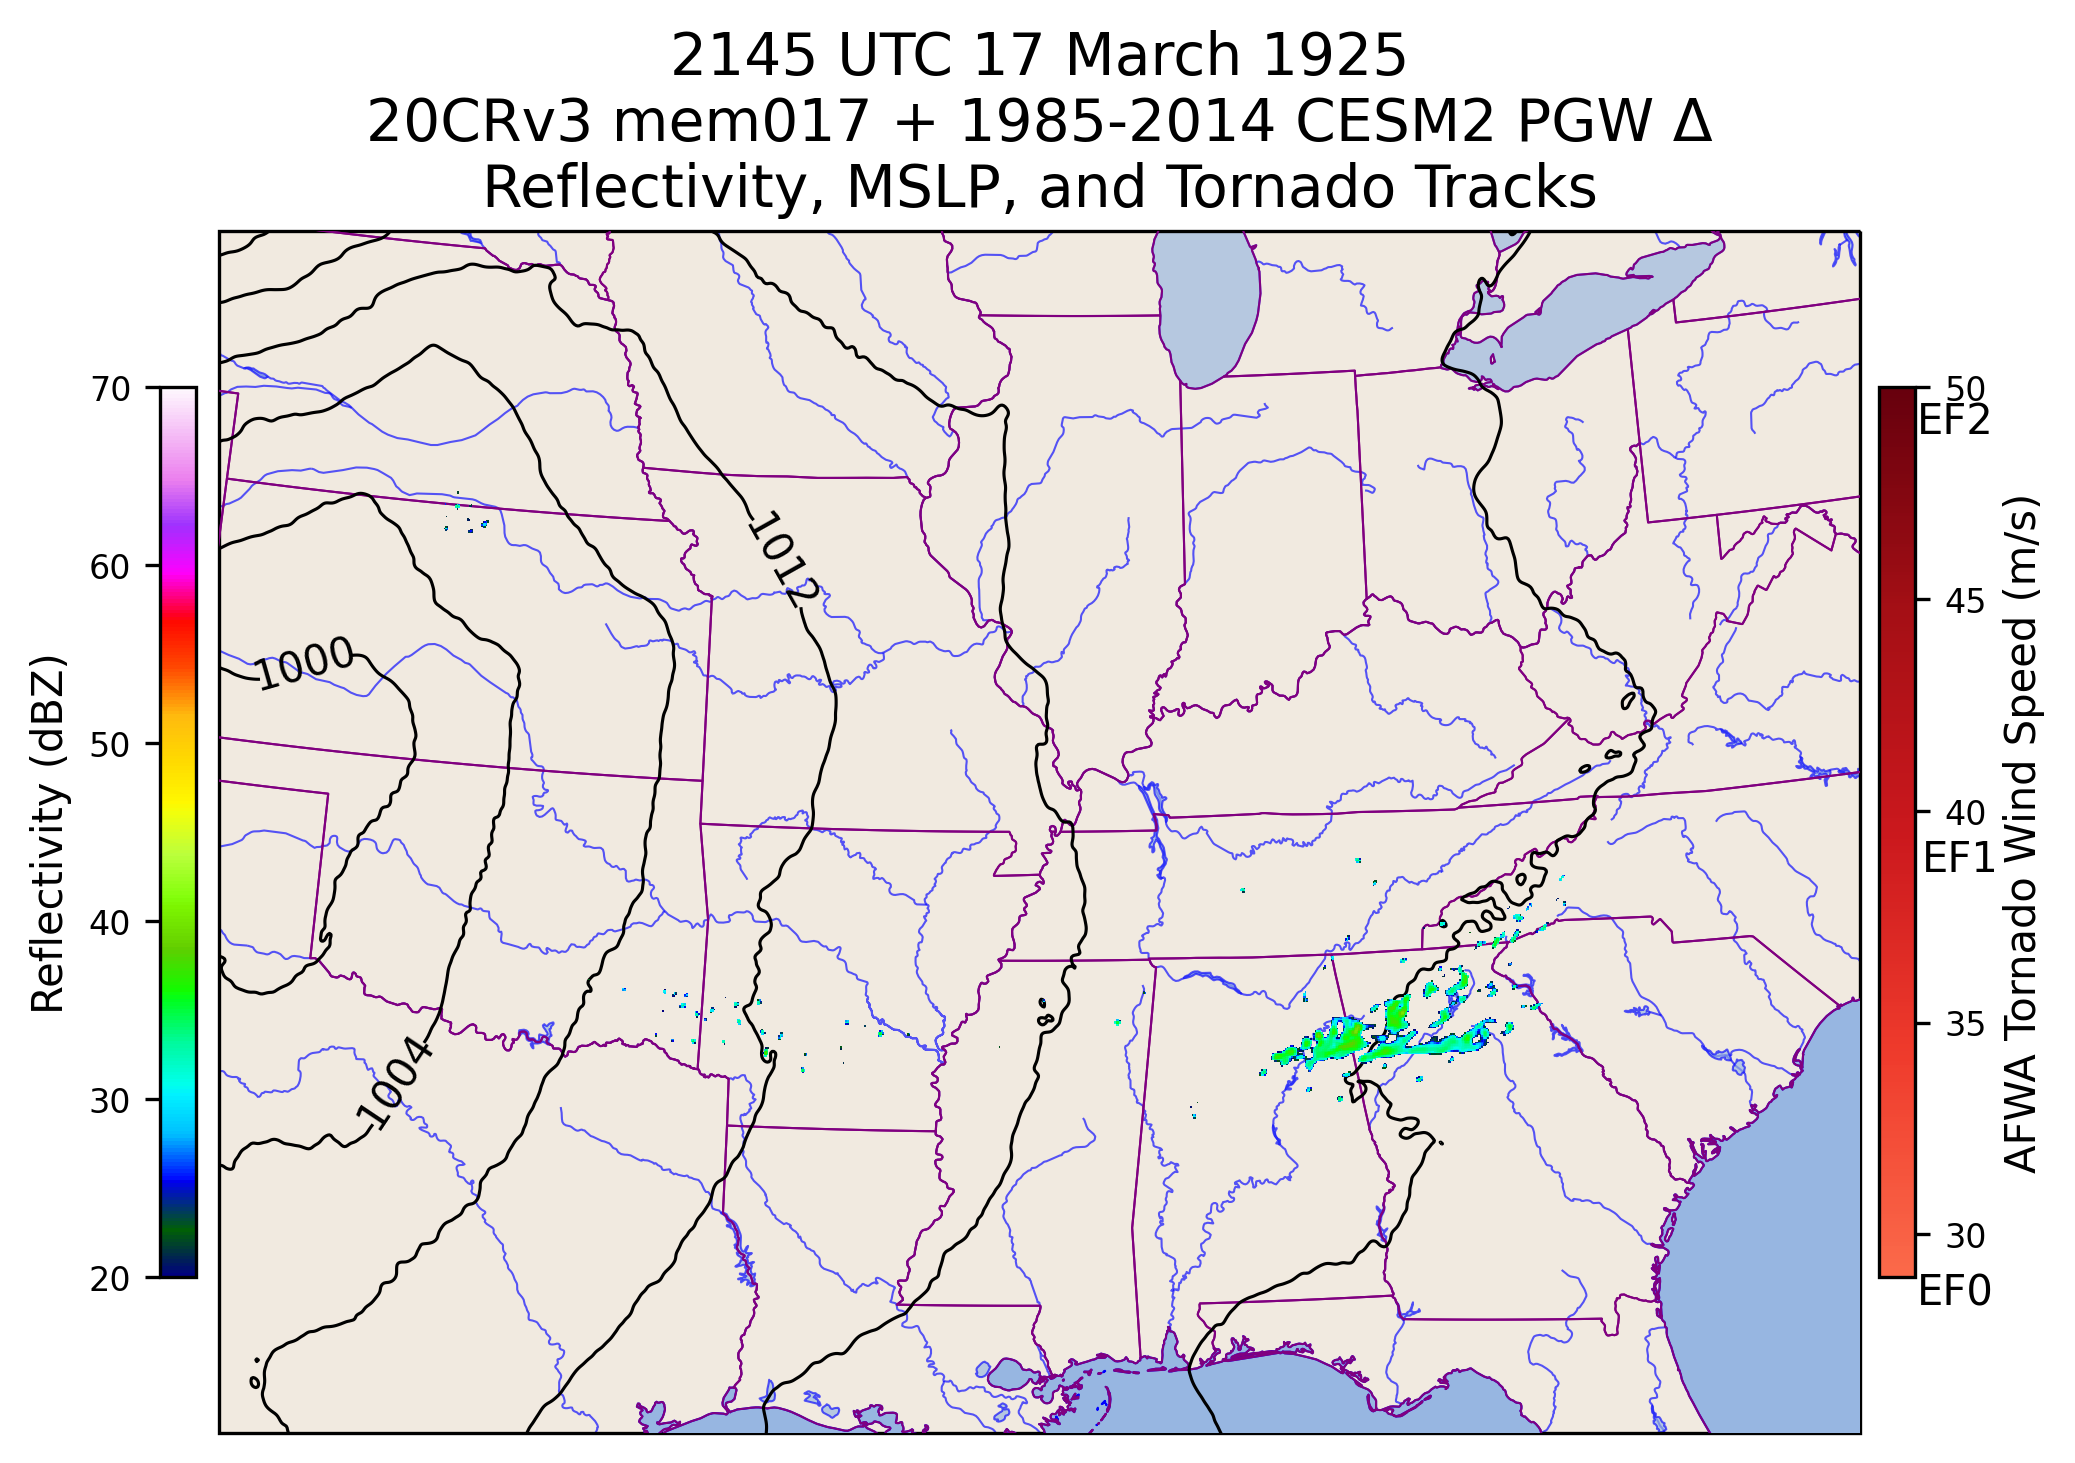 2145 UTC 17 March 1925
20CRv3 mem017 + 1985-2014 CESM2 PGW Δ
Reflectivity, MSLP, and Tornado Tracks
70
60
50
40
30
20
Reflectivity (dBZ)
1012
1000
1004
50
EF2
45
40
EF1
35
30
EF0
AFWA Tornado Wind Speed (m/s)